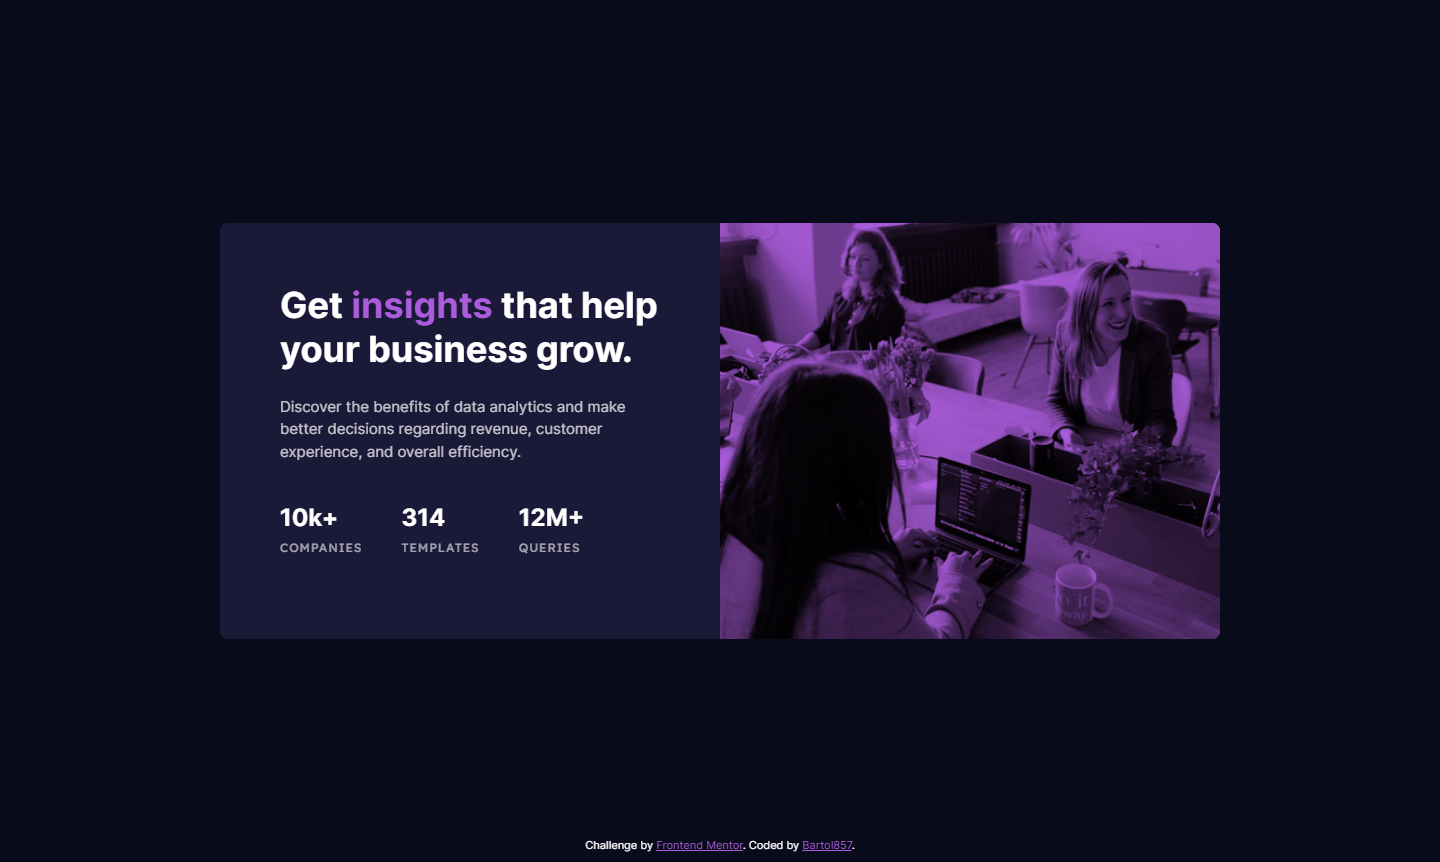 Get insights that help
your business grow.
Discover the benefits of data analytics and make
better decisions regarding revenue, customer
experience, and overall efficiency.
10k+ 314 12M+
COMPANIES TEMPLATES QUERIES
Challenge by Frontend Mentor. Coded by Bartol857.